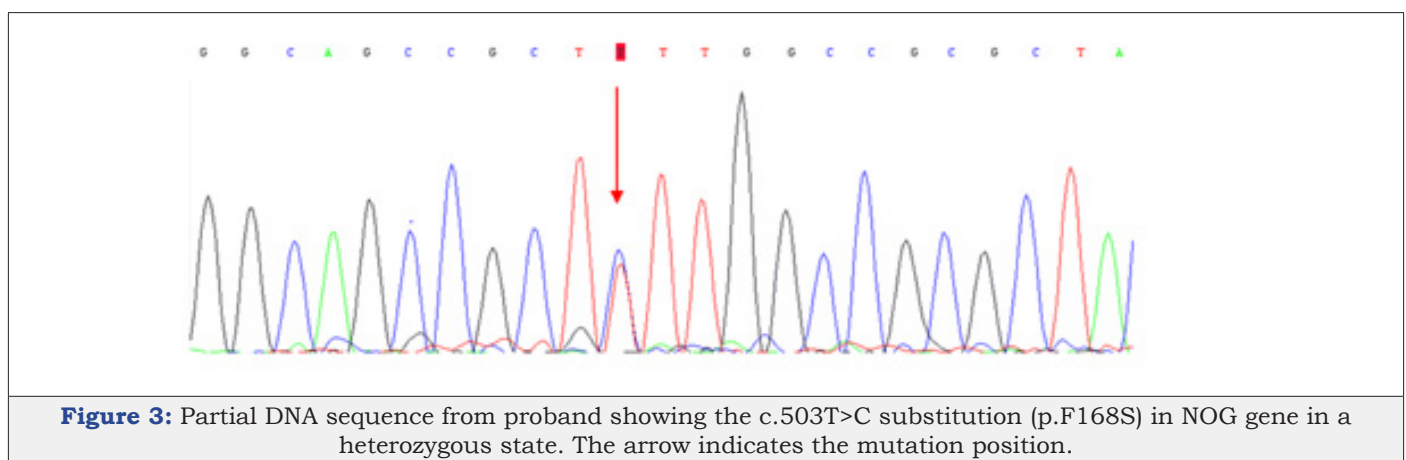 G G C A G C C G C T T T G G C C G C G C T A
Figure 3: Partial DNA sequence from proband showing the c.503T>C substitution (p.F168S) in NOG gene in a
heterozygous state. The arrow indicates the mutation position.